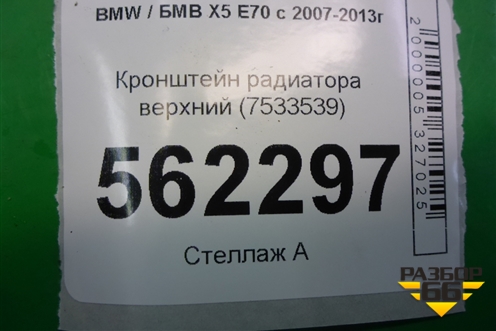 BMW / БМВ X5 E70 с 2007-2013г
Кронштейн радиатора
верхний (7533539)
562297
Стеллаж А
2000005327025
РАЗБОР
66